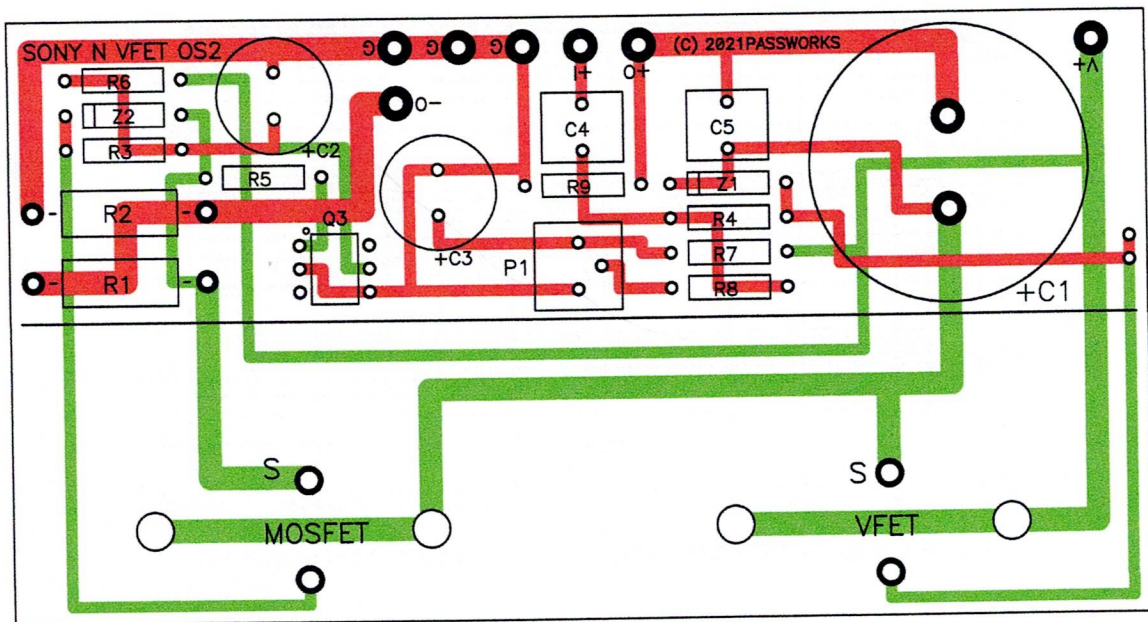 SONY N VFET OS2
G G G
I+
O+
(C) 2021PASSWORKS
V+
R6
O-
Z2
C4
C5
R3
+C2
R5
R9
Z1
R2
- -
Q3
R4
+C3
P1
R7
R1
- -
R8
+C1
S
S
MOSFET
VFET